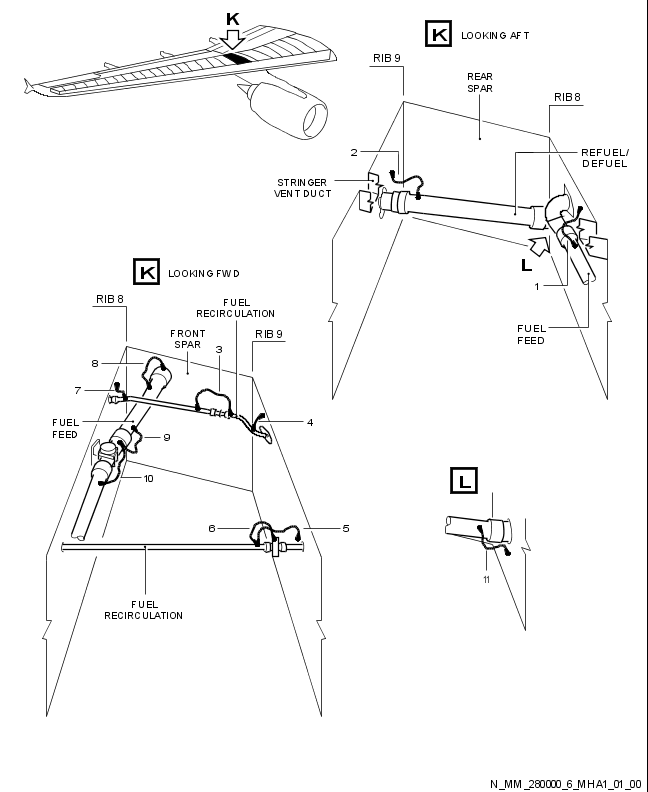 K
K LOOKING AFT
RIB 9
REAR
SPAR
RIB 8
2
REFUEL/
DEFUEL
STRINGER
VENT DUCT
L
1
FUEL
FEED
K LOOKING FWD
RIB 8
FUEL
RECIRCULATION
FRONT
SPAR
RIB 9
3
8
7
4
FUEL
FEED
9
10
L
6
5
11
FUEL
RECIRCULATION
N_MM_280000_6_MHA1_01_00